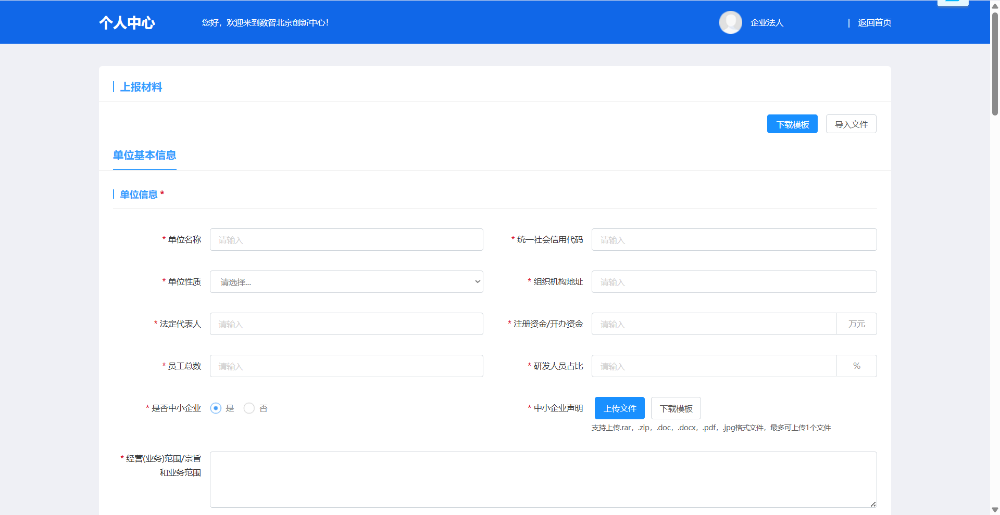 个人中心
您好，欢迎来到数智北京创新中心！
企业法人
| 返回首页
上报材料
下载模板
导入文件
单位基本信息
单位信息 *
* 单位名称 请输入
* 统一社会信用代码 请输入
* 单位性质 请选择...
* 组织机构地址 请输入
* 法定代表人 请输入
* 注册资金/开办资金 请输入 万元
* 员工总数 请输入
* 研发人员占比 请输入 %
* 是否中小企业 是 否
* 中小企业声明 上传文件 下载模板
支持上传.rar，.zip，.doc，.docx，.pdf，.jpg格式文件，最多可上传1个文件
* 经营(业务)范围/宗旨
和业务范围